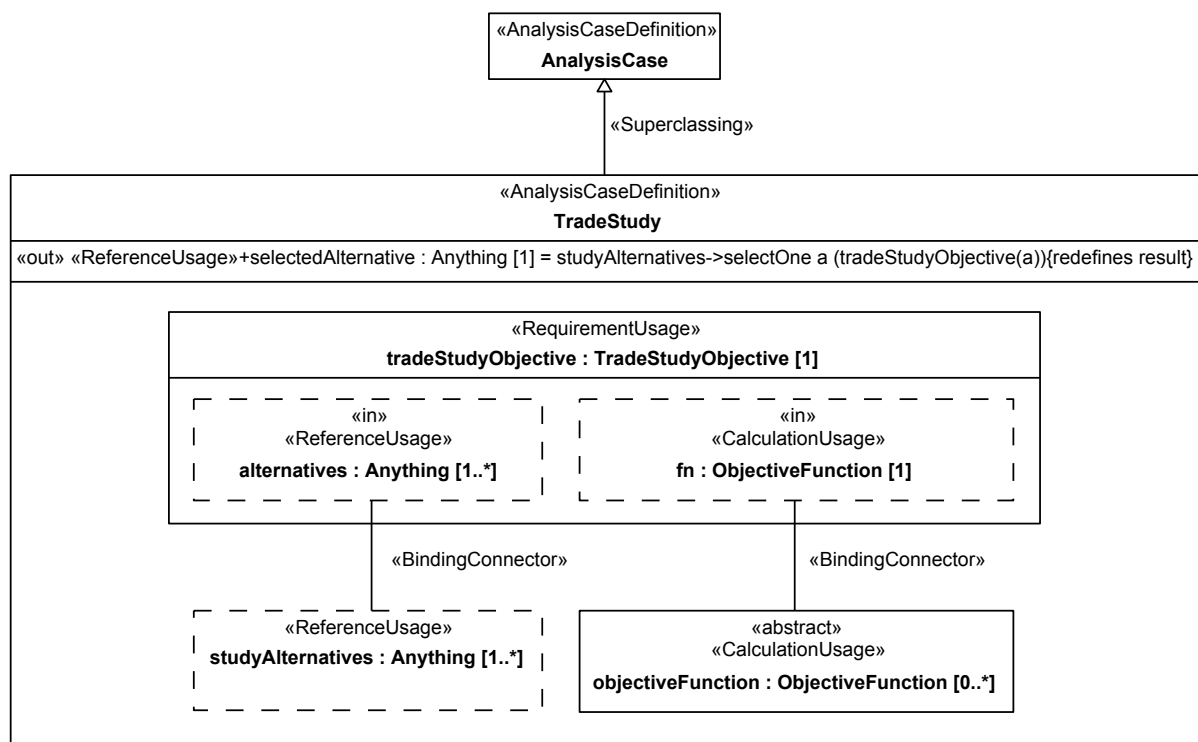 «AnalysisCaseDefinition»
AnalysisCase
«Superclassing»
«AnalysisCaseDefinition»
TradeStudy
«out» «ReferenceUsage»+selectedAlternative : Anything [1] = studyAlternatives->selectOne a (tradeStudyObjective(a)){redefines result}
«RequirementUsage»
tradeStudyObjective : TradeStudyObjective [1]
«in»
«ReferenceUsage»
alternatives : Anything [1..*]
«in»
«CalculationUsage»
fn : ObjectiveFunction [1]
«BindingConnector»
«BindingConnector»
«ReferenceUsage»
studyAlternatives : Anything [1..*]
«abstract»
«CalculationUsage»
objectiveFunction : ObjectiveFunction [0..*]